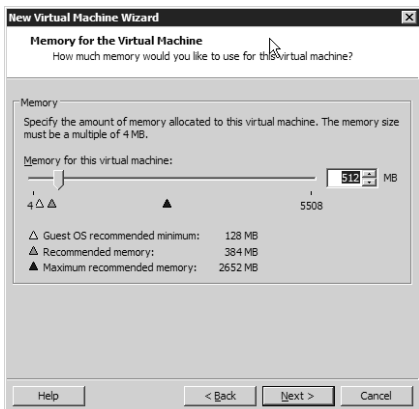 New Virtual Machine Wizard
Memory for the Virtual Machine
How much memory would you like to use for this virtual machine?
Memory
Specify the amount of memory allocated to this virtual machine. The memory size
must be a multiple of 4 MB.
Memory for this virtual machine:
512 MB
4 5508
Guest OS recommended minimum: 128 MB
Recommended memory: 384 MB
Maximum recommended memory: 2652 MB
Help < Back Next > Cancel